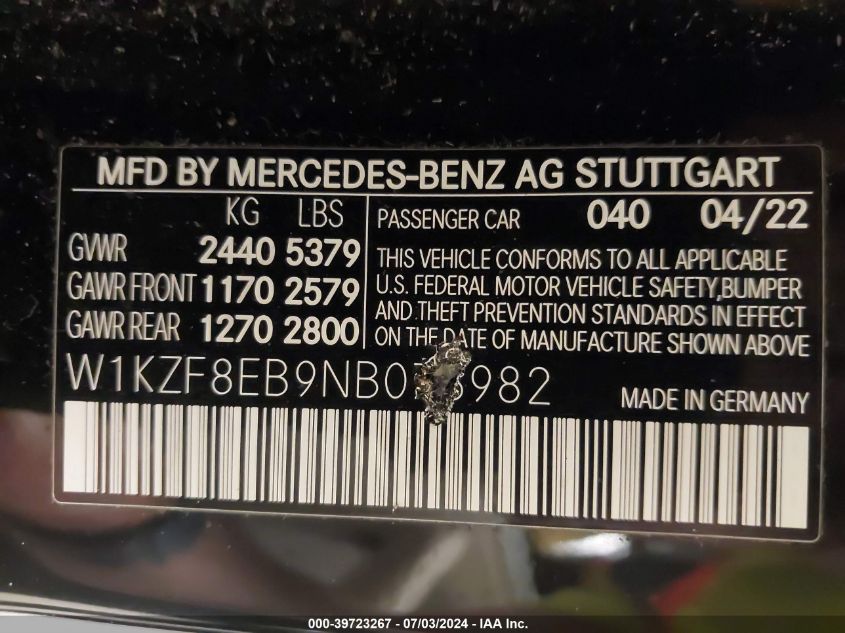 MFD BY MERCEDES-BENZ AG STUTTGART
KG LBS
GVWR 2440 5379
GAWR FRONT 1170 2579
GAWR REAR 1270 2800
PASSENGER CAR 040 04/22
THIS VEHICLE CONFORMS TO ALL APPLICABLE
U.S. FEDERAL MOTOR VEHICLE SAFETY,BUMPER
AND THEFT PREVENTION STANDARDS IN EFFECT
ON THE DATE OF MANUFACTURE SHOWN ABOVE
MADE IN GERMANY
000-39723267 - 07/03/2024 - IAA Inc.